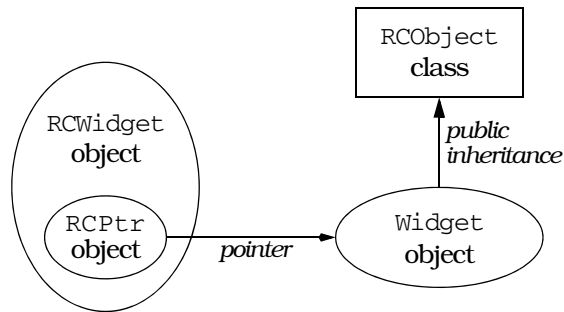 RCObject
class
RCWidget
object
public
inheritance
RCPtr
object
pointer
Widget
object